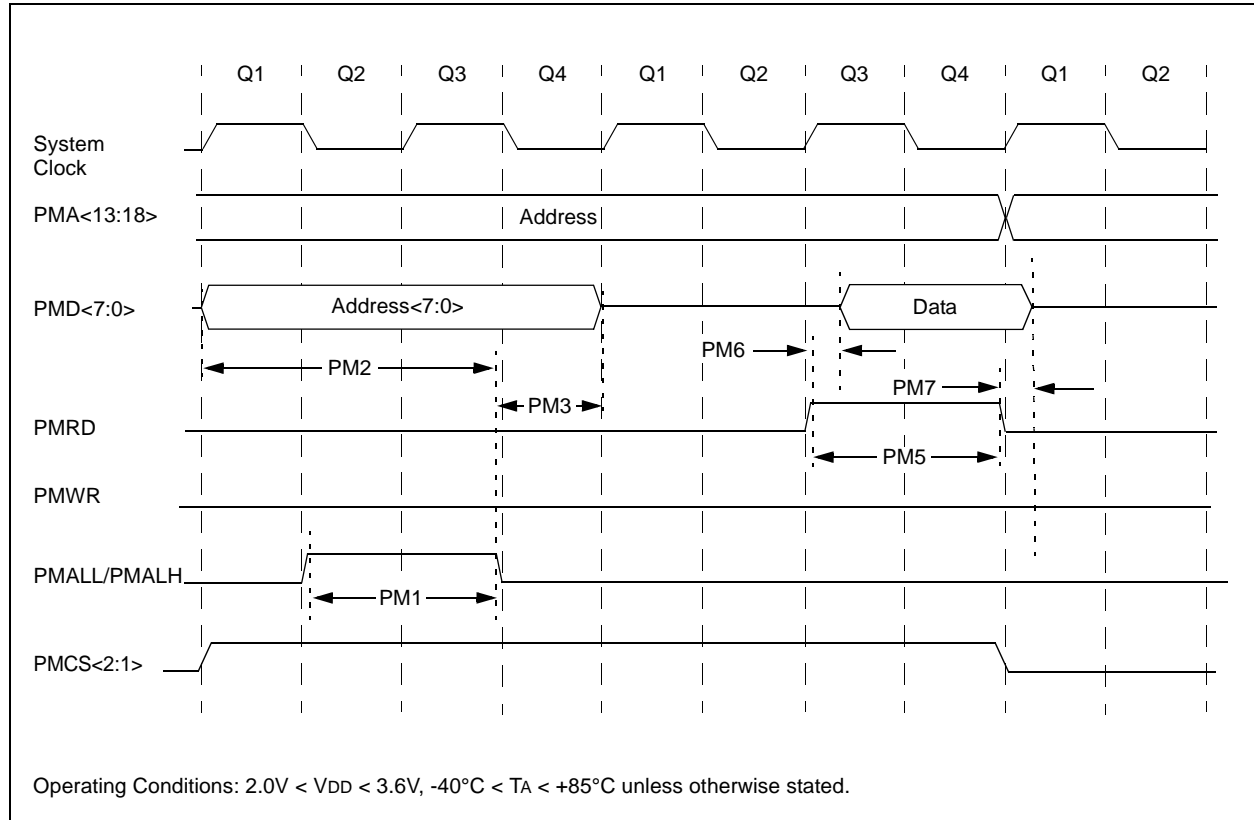 Q1 Q2 Q3 Q4 Q1 Q2 Q3 Q4 Q1 Q2
System
Clock
PMA<13:18>
Address
PMD<7:0>
Address<7:0>
Data
PM6
PM2
PM7
PM3
PMRD
PM5
PMWR
PMALL/PMALH
PM1
PMCS<2:1>
Operating Conditions: 2.0V < VDD < 3.6V, -40°C < TA < +85°C unless otherwise stated.